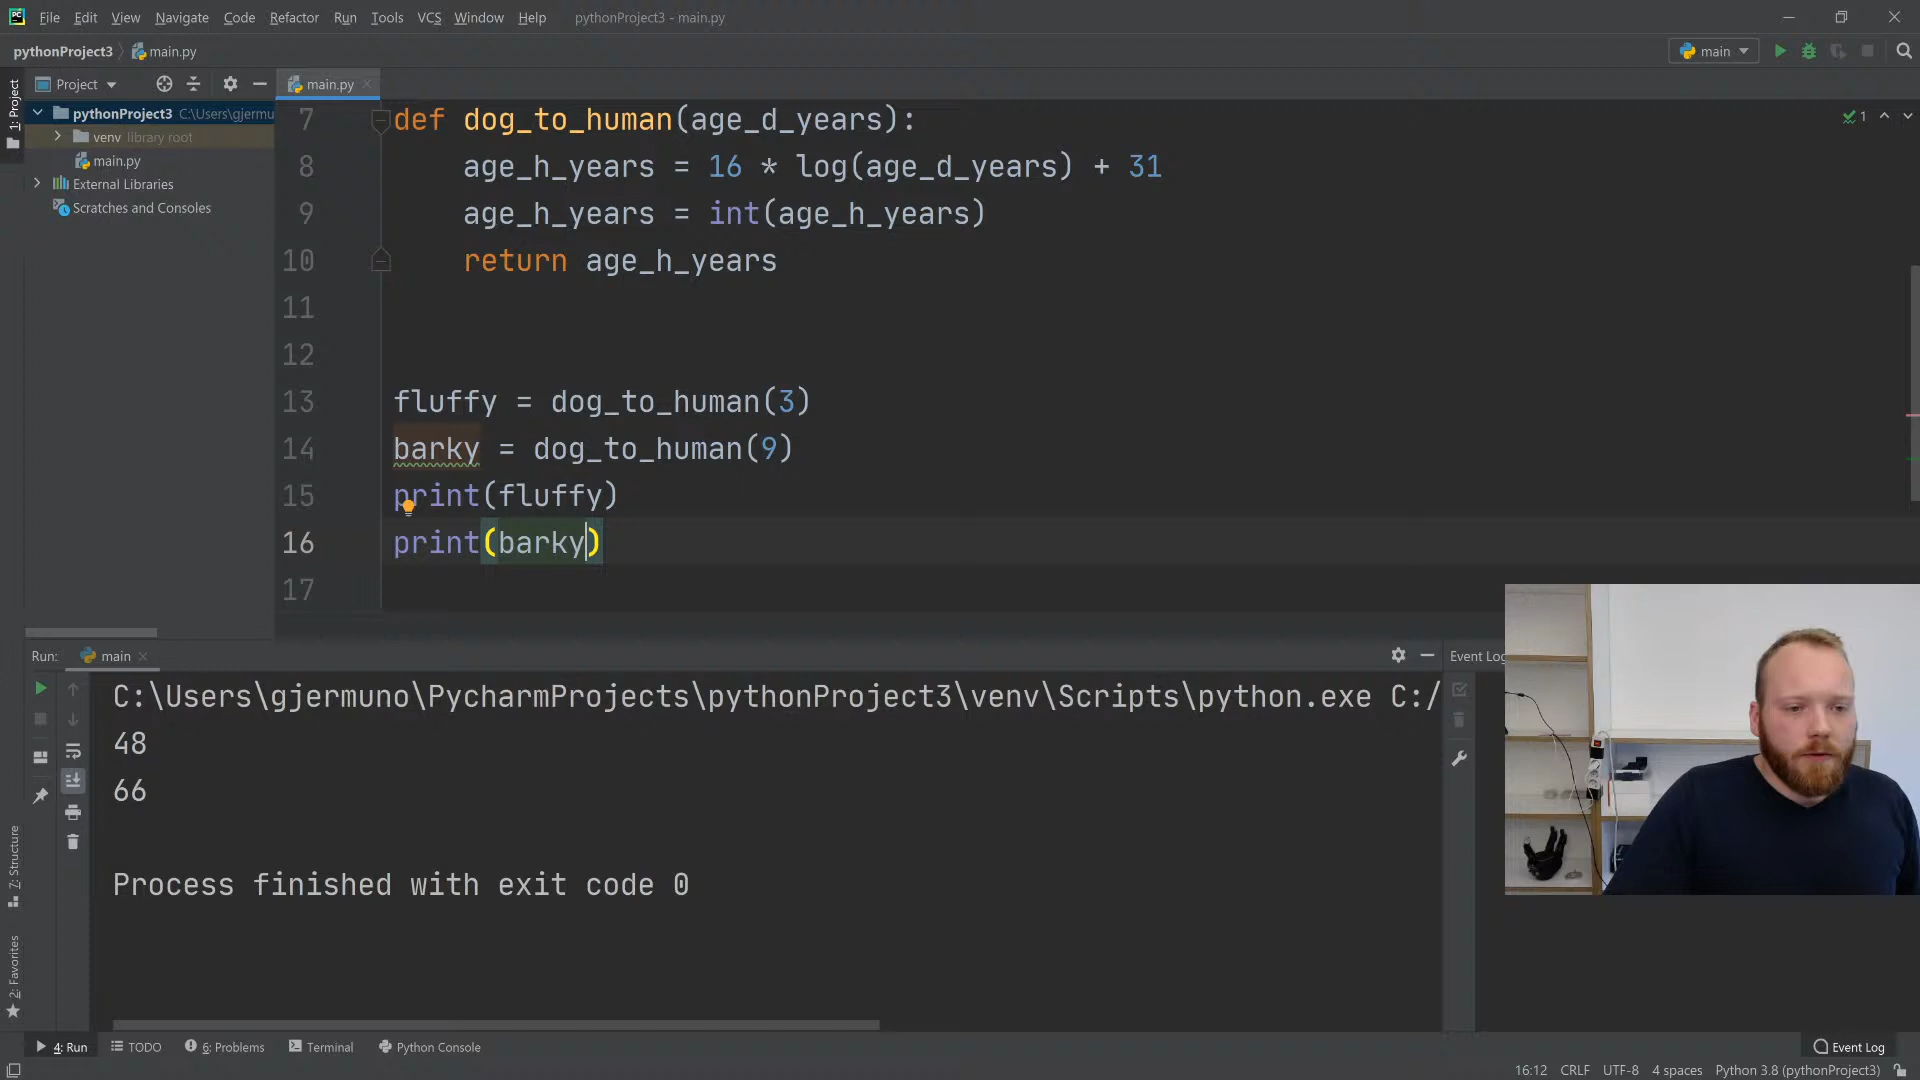 PC File Edit View Navigate Code Refactor Run Tools VCS Window Help pythonProject3 - main.py
pythonProject3 main.py main
Project main.py
1: Project
pythonProject3 C:\Users\gjermu
venv library root
main.py
External Libraries
Scratches and Consoles
7 def dog_to_human(age_d_years): 1
8 age_h_years = 16 * log(age_d_years) + 31
9 age_h_years = int(age_h_years)
10 return age_h_years
11
12
13 fluffy = dog_to_human(3)
14 barky = dog_to_human(9)
15 print(fluffy)
16 print(barky)
17
Run: main Event Log
C:\Users\gjermuno\PycharmProjects\pythonProject3\venv\Scripts\python.exe C:/
48
66
Process finished with exit code 0
7: Structure
2: Favorites
4: Run TODO 6: Problems Terminal Python Console Event Log
16:12 CRLF UTF-8 4 spaces Python 3.8 (pythonProject3)